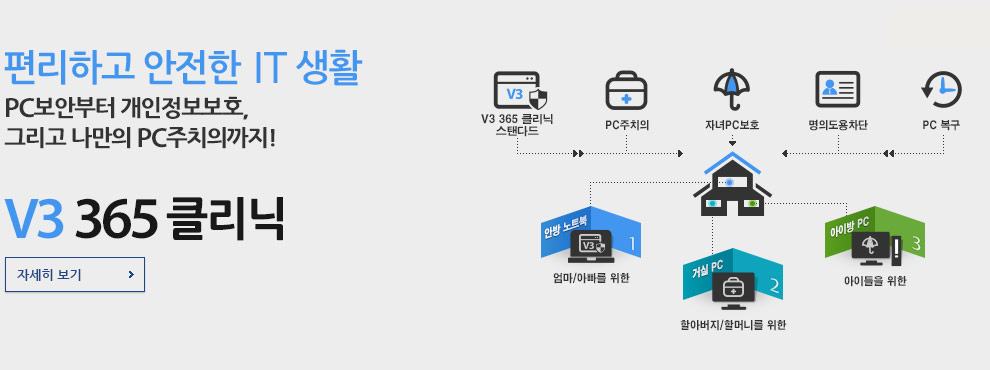 편리하고 안전한 IT 생활
PC보안부터 개인정보보호,
그리고 나만의 PC주치의까지!
V3 365 클리닉
자세히 보기
V3
V3 365 클리닉
스탠다드
PC주치의
자녀PC보호
명의도용차단
PC 복구
안방 노트북
V3
1
엄마/아빠를 위한
거실 PC
2
할아버지/할머니를 위한
아이방 PC
3
아이들을 위한